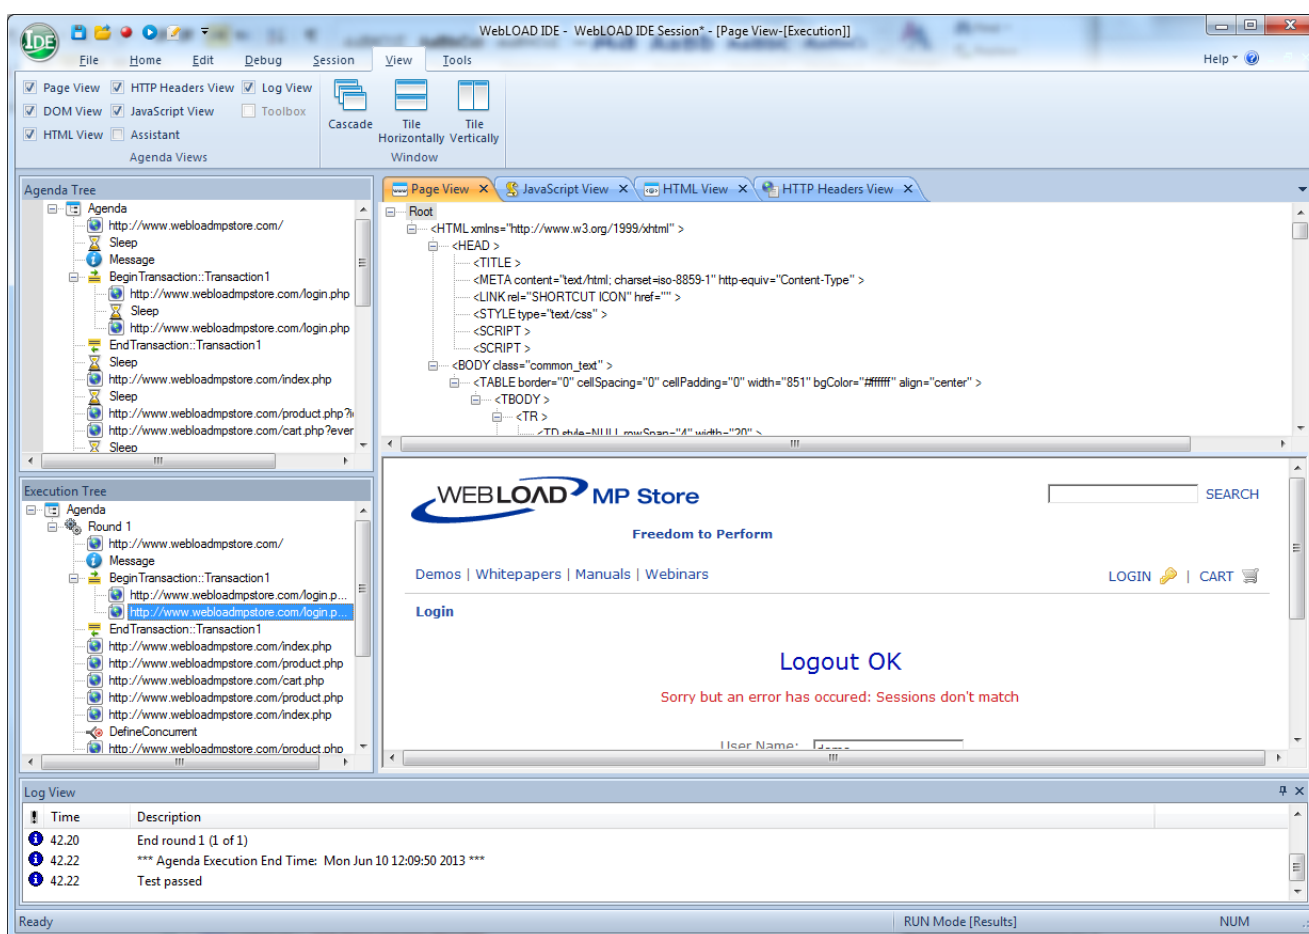 WebLOAD IDE - WebLOAD IDE Session* - [Page View-[Execution]]
IDE
File Home Edit Debug Session View Tools Help
Page View HTTP Headers View Log View
DOM View JavaScript View Toolbox
HTML View Assistant
Agenda Views
Cascade
Tile Horizontally
Tile Vertically
Window
Agenda Tree
Agenda
http://www.webloadmpstore.com/
Sleep
Message
BeginTransaction::Transaction1
http://www.webloadmpstore.com/login.php
Sleep
http://www.webloadmpstore.com/login.php
EndTransaction::Transaction1
Sleep
http://www.webloadmpstore.com/index.php
Sleep
http://www.webloadmpstore.com/product.php?i
http://www.webloadmpstore.com/cart.php?ever
Sleep
Page View JavaScript View HTML View HTTP Headers View
Root
<HTML xmlns="http://www.w3.org/1999/xhtml" >
<HEAD >
<TITLE >
<META content="text/html; charset=iso-8859-1" http-equiv="Content-Type" >
<LINK rel="SHORTCUT ICON" href="" >
<STYLE type="text/css" >
<SCRIPT >
<SCRIPT >
<BODY class="common_text" >
<TABLE border="0" cellSpacing="0" cellPadding="0" width="851" bgColor="#ffffff" align="center" >
<TBODY >
<TR >
<TD style=NULL rowSpan="4" width="20" >
Execution Tree
Agenda
Round 1
http://www.webloadmpstore.com/
Message
BeginTransaction::Transaction1
http://www.webloadmpstore.com/login.p...
http://www.webloadmpstore.com/login.p...
EndTransaction::Transaction1
http://www.webloadmpstore.com/index.php
http://www.webloadmpstore.com/product.php
http://www.webloadmpstore.com/cart.php
http://www.webloadmpstore.com/product.php
http://www.webloadmpstore.com/index.php
DefineConcurrent
http://www.webloadmpstore.com/product.php
WEBLOAD MP Store
SEARCH
Freedom to Perform
Demos | Whitepapers | Manuals | Webinars
LOGIN | CART
Login
Logout OK
Sorry but an error has occured: Sessions don't match
User Name: demo
Log View
! Time Description
42.20 End round 1 (1 of 1)
42.22 *** Agenda Execution End Time: Mon Jun 10 12:09:50 2013 ***
42.22 Test passed
Ready RUN Mode [Results] NUM